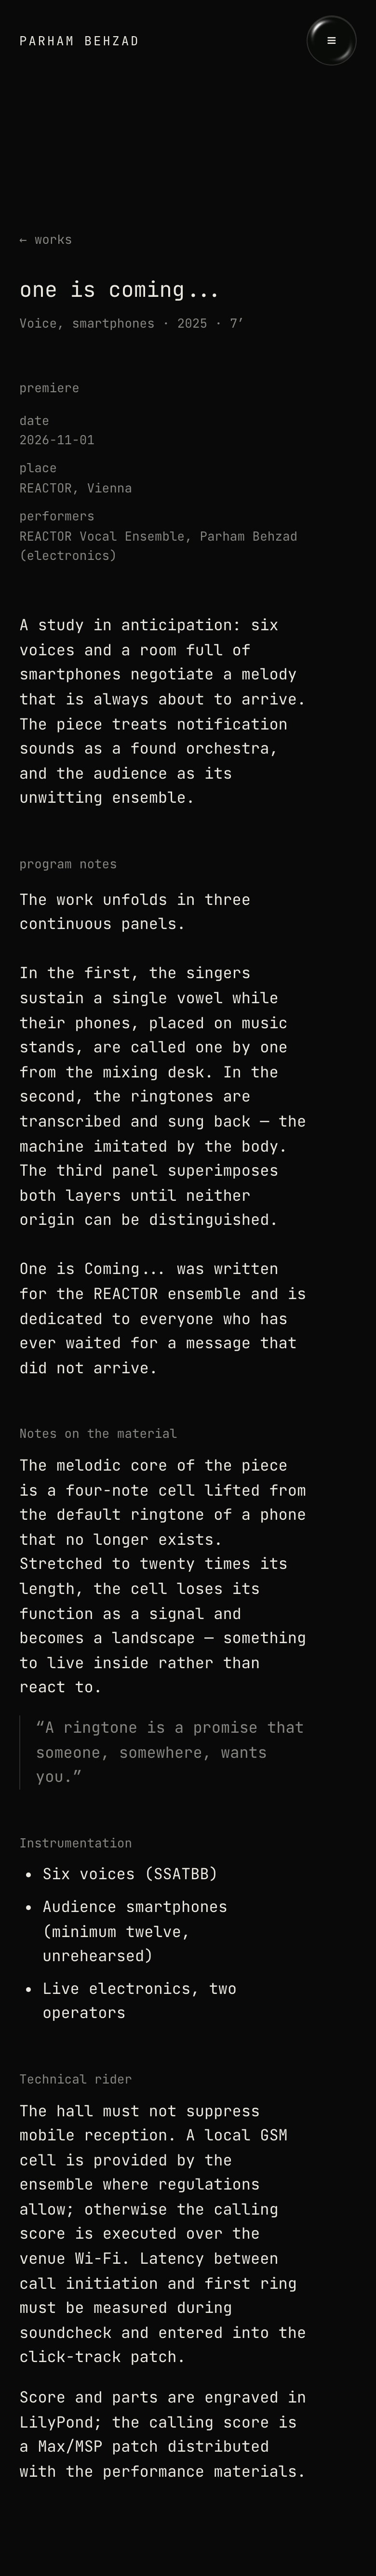 PARHAM BEHZAD
≡
← works
one is coming...
Voice, smartphones · 2025 · 7′
premiere
date
2026-11-01
place
REACTOR, Vienna
performers
REACTOR Vocal Ensemble, Parham Behzad
(electronics)
A study in anticipation: six
voices and a room full of
smartphones negotiate a melody
that is always about to arrive.
The piece treats notification
sounds as a found orchestra,
and the audience as its
unwitting ensemble.
program notes
The work unfolds in three
continuous panels.
In the first, the singers
sustain a single vowel while
their phones, placed on music
stands, are called one by one
from the mixing desk. In the
second, the ringtones are
transcribed and sung back — the
machine imitated by the body.
The third panel superimposes
both layers until neither
origin can be distinguished.
One is Coming... was written
for the REACTOR ensemble and is
dedicated to everyone who has
ever waited for a message that
did not arrive.
Notes on the material
The melodic core of the piece
is a four-note cell lifted from
the default ringtone of a phone
that no longer exists.
Stretched to twenty times its
length, the cell loses its
function as a signal and
becomes a landscape — something
to live inside rather than
react to.
“A ringtone is a promise that
someone, somewhere, wants
you.”
Instrumentation
• Six voices (SSATBB)
• Audience smartphones
(minimum twelve,
unrehearsed)
• Live electronics, two
operators
Technical rider
The hall must not suppress
mobile reception. A local GSM
cell is provided by the
ensemble where regulations
allow; otherwise the calling
score is executed over the
venue Wi-Fi. Latency between
call initiation and first ring
must be measured during
soundcheck and entered into the
click-track patch.
Score and parts are engraved in
LilyPond; the calling score is
a Max/MSP patch distributed
with the performance materials.